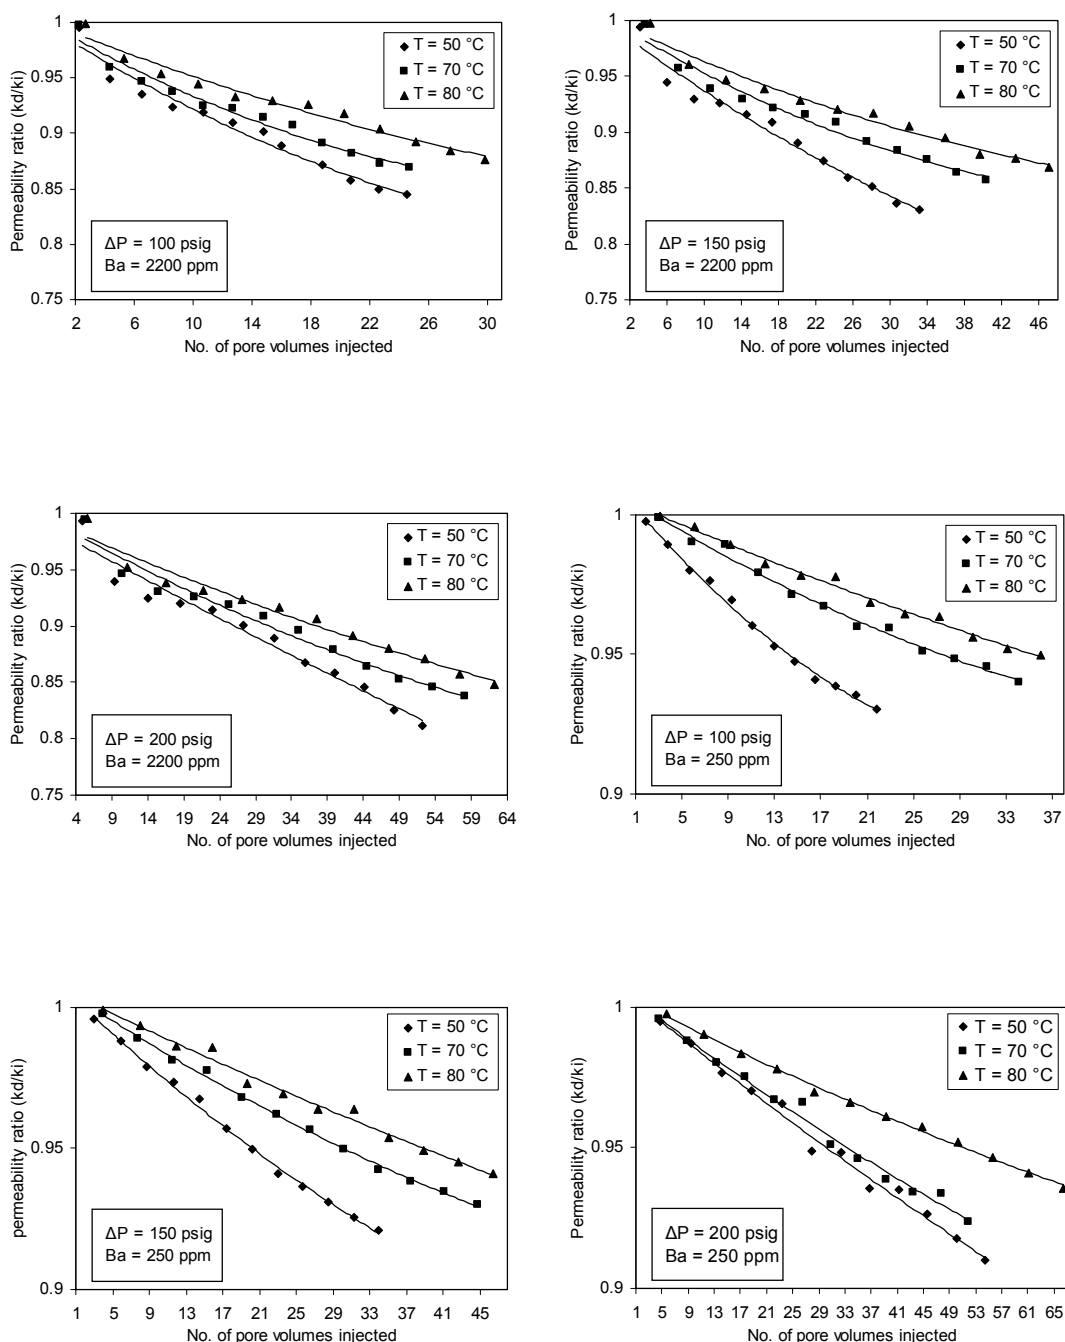 Permeability ratio (kd/ki)
1
0.95
0.9
0.85
0.8
0.75
T = 50 °C
T = 70 °C
T = 80 °C
ΔP = 100 psig
Ba = 2200 ppm
2 6 10 14 18 22 26 30
No. of pore volumes injected
Permeability ratio (kd/ki)
1
0.95
0.9
0.85
0.8
0.75
T = 50 °C
T = 70 °C
T = 80 °C
ΔP = 150 psig
Ba = 2200 ppm
2 6 10 14 18 22 26 30 34 38 42 46
No. of pore volumes injected
Permeability ratio (kd/ki)
1
0.95
0.9
0.85
0.8
0.75
T = 50 °C
T = 70 °C
T = 80 °C
ΔP = 200 psig
Ba = 2200 ppm
4 9 14 19 24 29 34 39 44 49 54 59 64
No. of pore volumes injected
Permeability ratio (kd/ki)
1
0.95
0.9
T = 50 °C
T = 70 °C
T = 80 °C
ΔP = 100 psig
Ba = 250 ppm
1 5 9 13 17 21 25 29 33 37
No. of pore volumes injected
permeability ratio (kd/ki)
1
0.95
0.9
T = 50 °C
T = 70 °C
T = 80 °C
ΔP = 150 psig
Ba = 250 ppm
1 5 9 13 17 21 25 29 33 37 41 45
No. of pore volumes injected
Permeability ratio (kd/ki)
1
0.95
0.9
T = 50 °C
T = 70 °C
T = 80 °C
ΔP = 200 psig
Ba = 250 ppm
1 5 9 13 17 21 25 29 33 37 41 45 49 53 57 61 65
No. of pore volumes injected